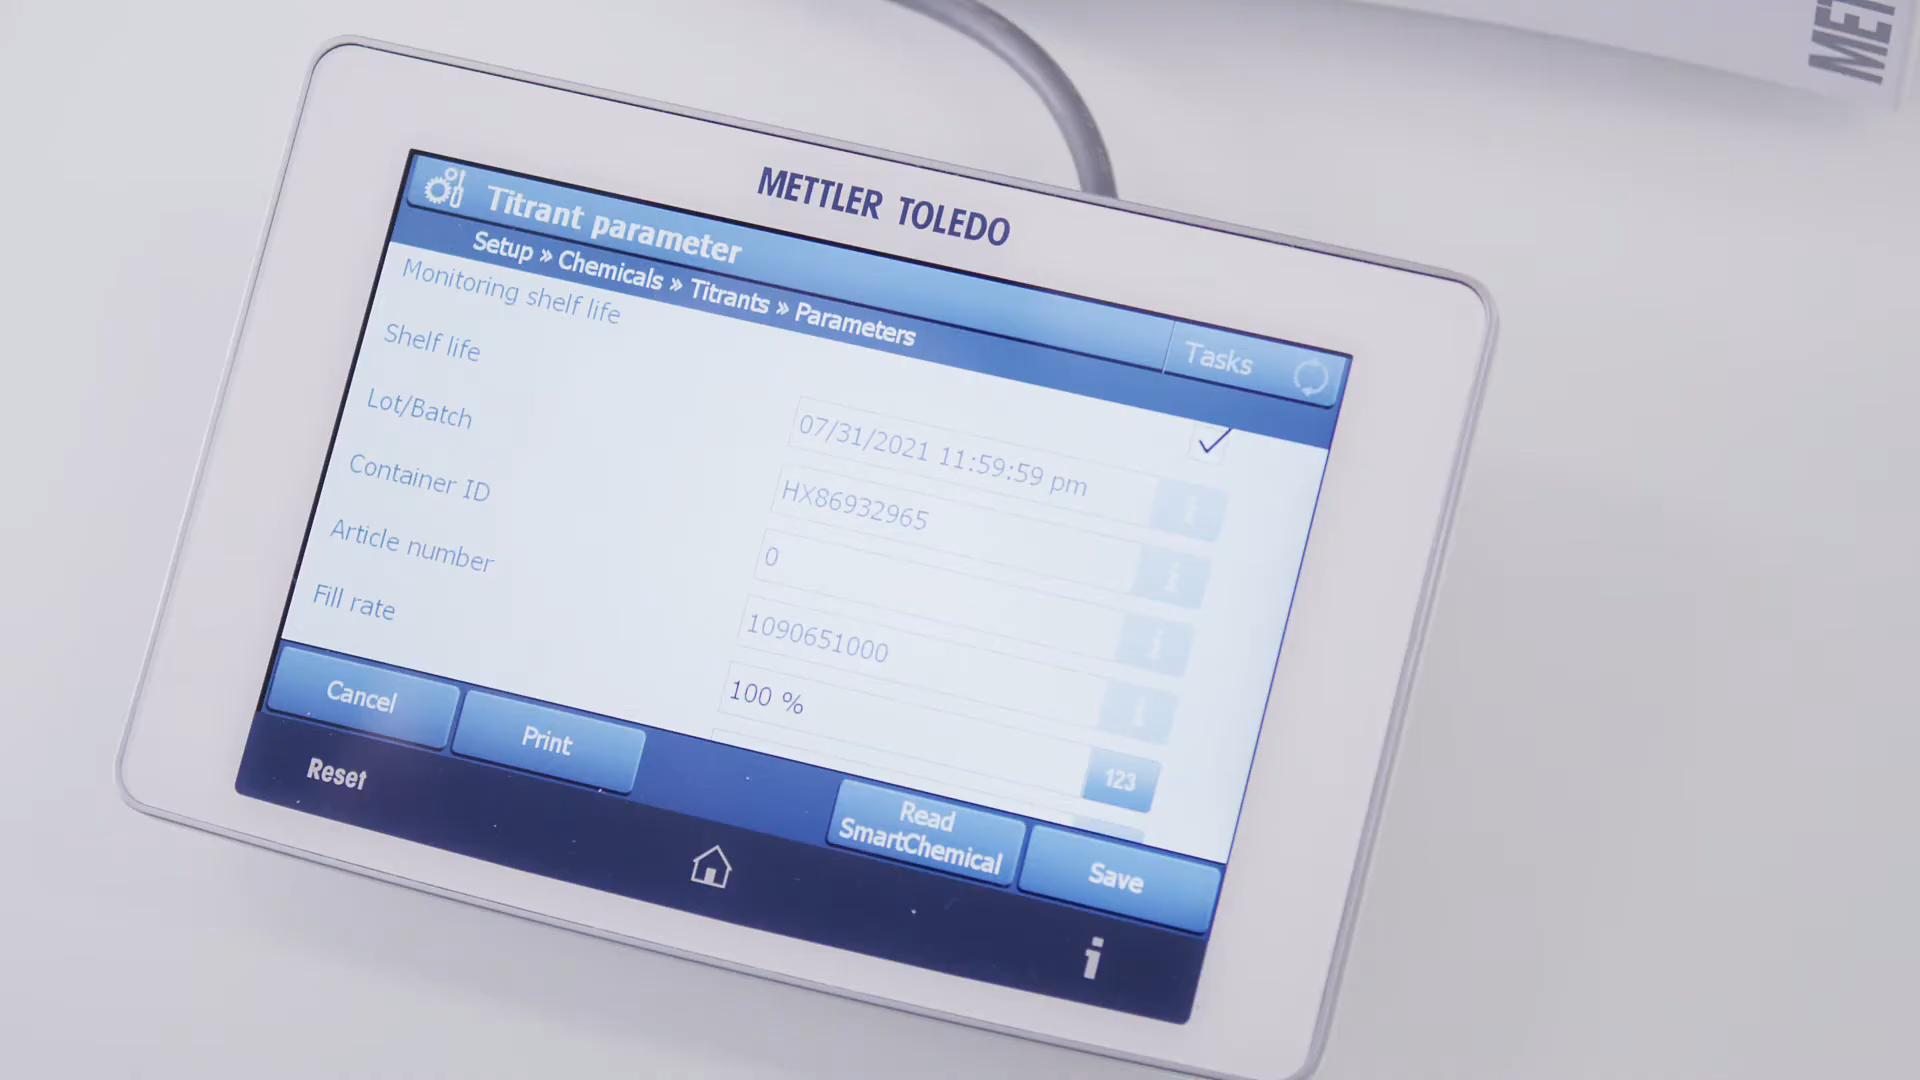 MET
METTLER TOLEDO
Titrant parameter
Setup » Chemicals » Titrants » Parameters
Tasks
Monitoring shelf life
Shelf life 07/31/2021 11:59:59 pm
Lot/Batch HX86932965
Container ID 0
Article number 1090651000
Fill rate 100 %
123
Cancel
Print
Read
SmartChemical
Save
Reset
i